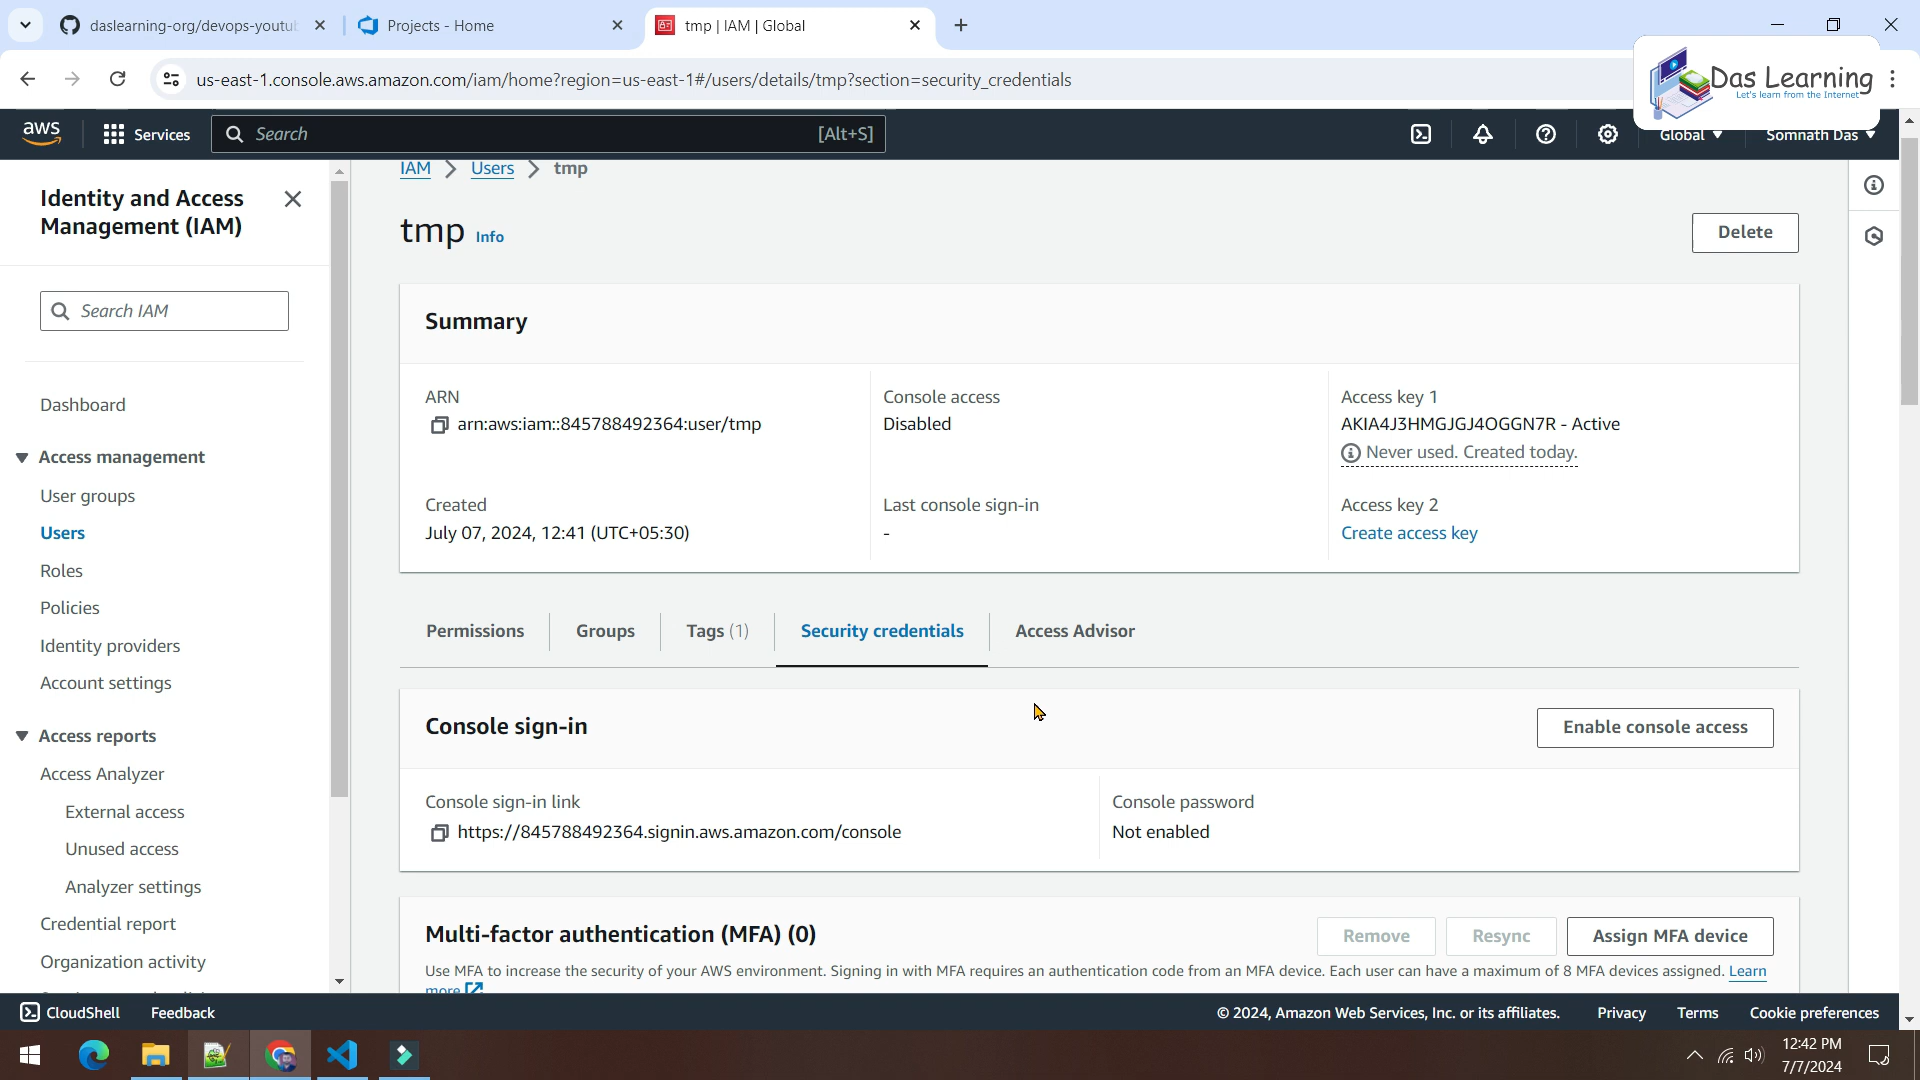 daslearning-org/devops-youtub
Projects - Home
tmp | IAM | Global
us-east-1.console.aws.amazon.com/iam/home?region=us-east-1#/users/details/tmp?section=security_credentials
Das Learning
Let's learn from the Internet
aws
Services
Search
[Alt+S]
Global
Somnath Das
Identity and Access
Management (IAM)
Search IAM
Dashboard
Access management
User groups
Users
Roles
Policies
Identity providers
Account settings
Access reports
Access Analyzer
External access
Unused access
Analyzer settings
Credential report
Organization activity
IAM > Users > tmp
tmp Info
Delete
Summary
ARN
arn:aws:iam::845788492364:user/tmp
Console access
Disabled
Access key 1
AKIA4J3HMGJGJ4OGGN7R - Active
Never used. Created today.
Created
July 07, 2024, 12:41 (UTC+05:30)
Last console sign-in
-
Access key 2
Create access key
Permissions
Groups
Tags (1)
Security credentials
Access Advisor
Console sign-in
Enable console access
Console sign-in link
https://845788492364.signin.aws.amazon.com/console
Console password
Not enabled
Multi-factor authentication (MFA) (0)
Remove
Resync
Assign MFA device
Use MFA to increase the security of your AWS environment. Signing in with MFA requires an authentication code from an MFA device. Each user can have a maximum of 8 MFA devices assigned. Learn
more
CloudShell
Feedback
© 2024, Amazon Web Services, Inc. or its affiliates.
Privacy
Terms
Cookie preferences
12:42 PM
7/7/2024